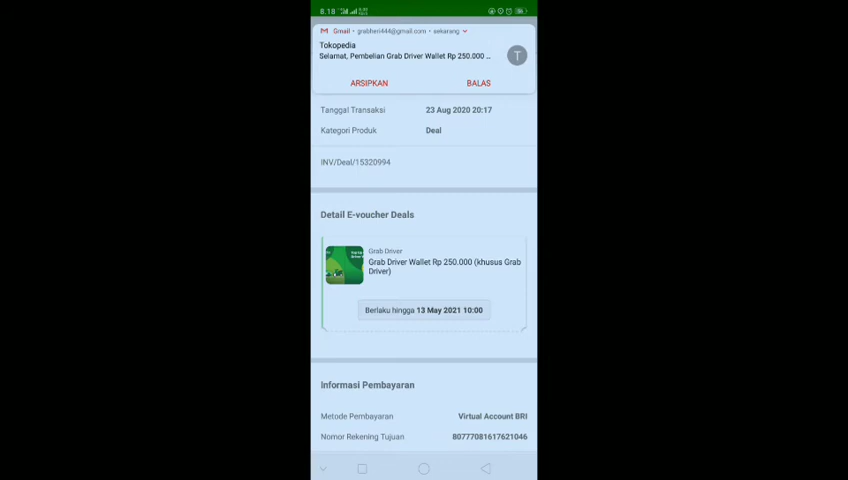 8.18
Gmail • grabheri444@gmail.com • sekarang
Tokopedia
Selamat, Pembelian Grab Driver Wallet Rp 250.000 ...
T
ARSIPKAN
BALAS
Tanggal Transaksi
23 Aug 2020 20:17
Kategori Produk
Deal
INV/Deal/15320994
Detail E-voucher Deals
Grab Driver
Grab Driver Wallet Rp 250.000 (khusus Grab
Driver)
Berlaku hingga 13 May 2021 10:00
Informasi Pembayaran
Metode Pembayaran
Virtual Account BRI
Nomor Rekening Tujuan
80777081617621046